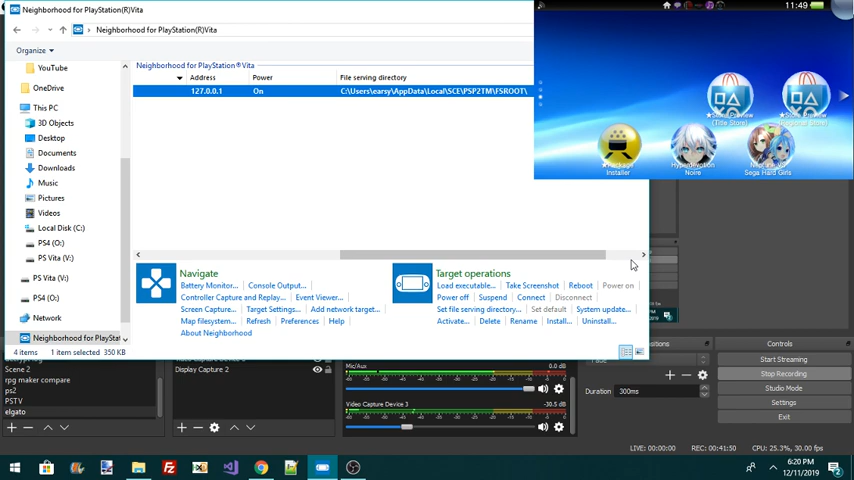 Neighborhood for PlayStation(R)Vita
Neighborhood for PlayStation(R)Vita
Organize
YouTube
OneDrive
This PC
3D Objects
Desktop
Documents
Downloads
Music
Pictures
Videos
Local Disk (C:)
PS4 (O:)
PS Vita (V:)
PS Vita (V:)
PS4 (O:)
Network
Neighborhood for PlayStat
4 items 1 item selected 350 KB
Neighborhood for PlayStation®Vita
Address Power File serving directory
127.0.0.1 On C:\Users\earsy\AppData\Local\SCE\PSP2TM\FSROOT\
Navigate
Battery Monitor... Console Output...
Controller Capture and Replay... Event Viewer...
Screen Capture... Target Settings... Add network target...
Map filesystem... Refresh Preferences Help
About Neighborhood
Target operations
Load executable... Take Screenshot Reboot Power on
Power off Suspend Connect Disconnect
Set file serving directory... Set default System update...
Activate... Delete Rename Install... Uninstall...
11:49
★Store Preview
(Title Store)
★Package
Installer
Hyperdevotion
Noire
Sega Hard Girls
Scene 2
rpg maker compare
ps2
PSTV
elgato
Display Capture 2
Mic/Aux 0.0 dB
Video Capture Device 3 -30.5 dB
Duration 300ms
Controls
Start Streaming
Stop Recording
Studio Mode
Settings
Exit
LIVE: 00:00:00 REC: 00:41:50 CPU: 25.3%, 30.00 fps
6:20 PM
12/11/2019